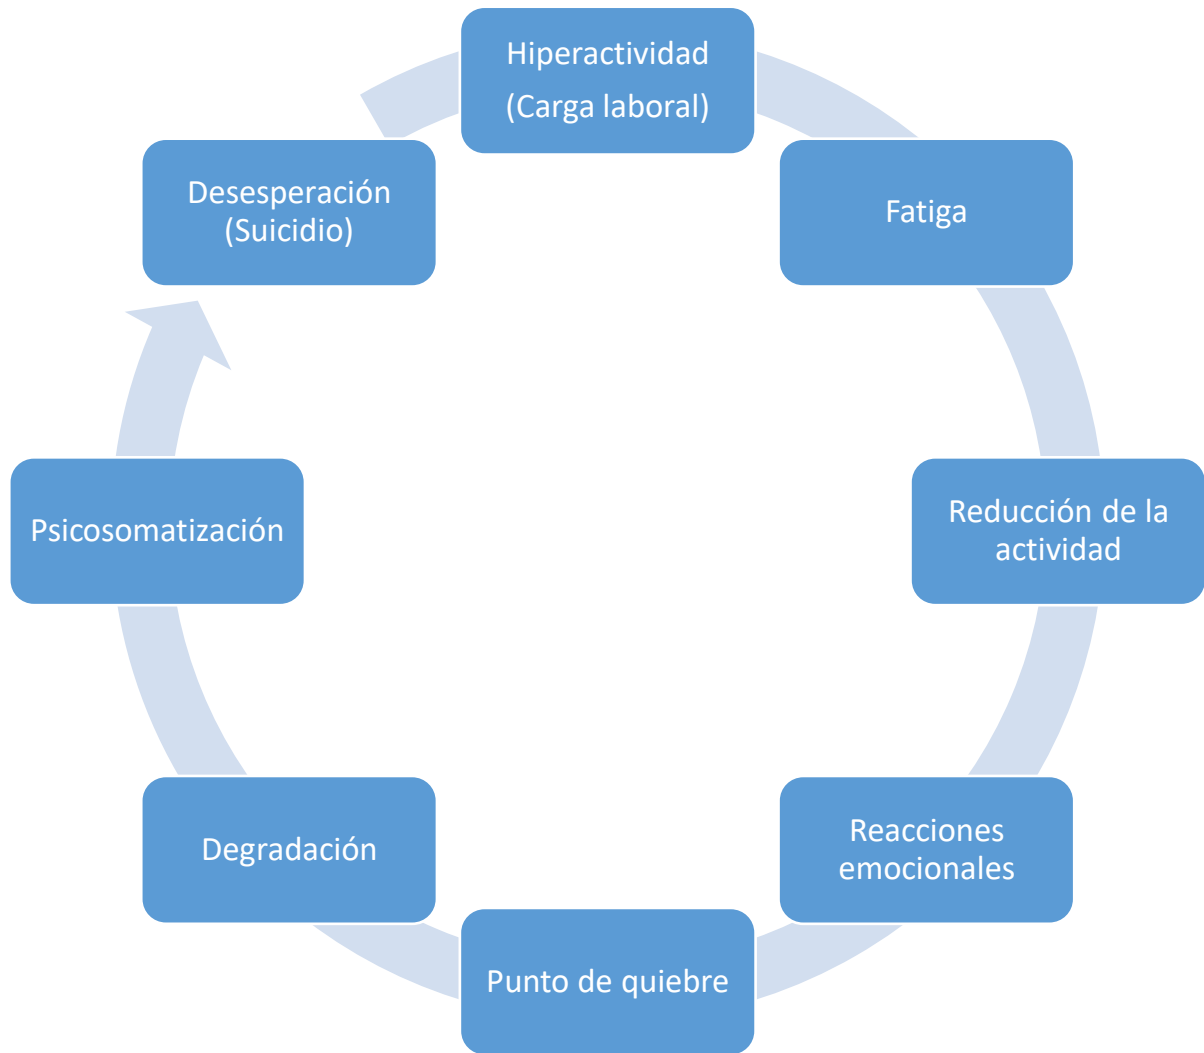 Hiperactividad
(Carga laboral)
Fatiga
Reducción de la
actividad
Reacciones
emocionales
Punto de quiebre
Degradación
Psicosomatización
Desesperación
(Suicidio)